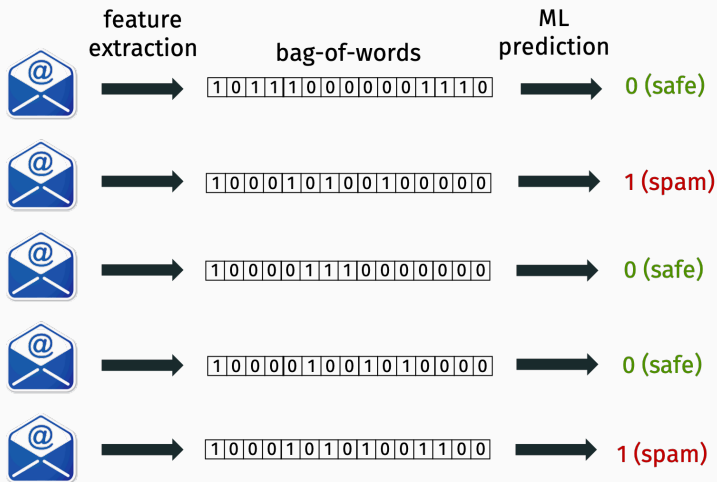 feature
extraction
bag-of-words
ML
prediction
@ 1 0 1 1 1 0 0 0 0 0 0 1 1 1 0 0 (safe)
@ 1 0 0 0 1 0 1 0 0 1 0 0 0 0 0 1 (spam)
@ 1 0 0 0 0 1 1 1 0 0 0 0 0 0 0 0 (safe)
@ 1 0 0 0 0 1 0 0 1 0 1 0 0 0 0 0 (safe)
@ 1 0 0 0 1 0 1 0 1 0 0 1 1 0 0 1 (spam)